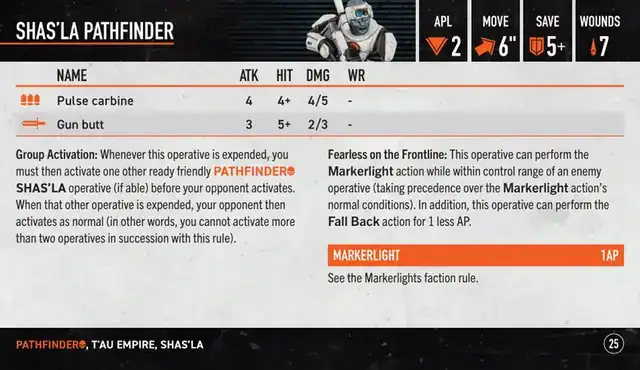 SHAS'LA PATHFINDER
APL 2
MOVE 6"
SAVE 5+
WOUNDS 7
NAME ATK HIT DMG WR
Pulse carbine 4 4+ 4/5 -
Gun butt 3 5+ 2/3 -
Group Activation: Whenever this operative is expended, you
must then activate one other ready friendly PATHFINDER
SHAS'LA operative (if able) before your opponent activates.
When that other operative is expended, your opponent then
activates as normal (in other words, you cannot activate more
than two operatives in succession with this rule).
Fearless on the Frontline: This operative can perform the
Markerlight action while within control range of an enemy
operative (taking precedence over the Markerlight action's
normal conditions). In addition, this operative can perform the
Fall Back action for 1 less AP.
MARKERLIGHT 1AP
See the Markerlights faction rule.
PATHFINDER, T'AU EMPIRE, SHAS'LA
25